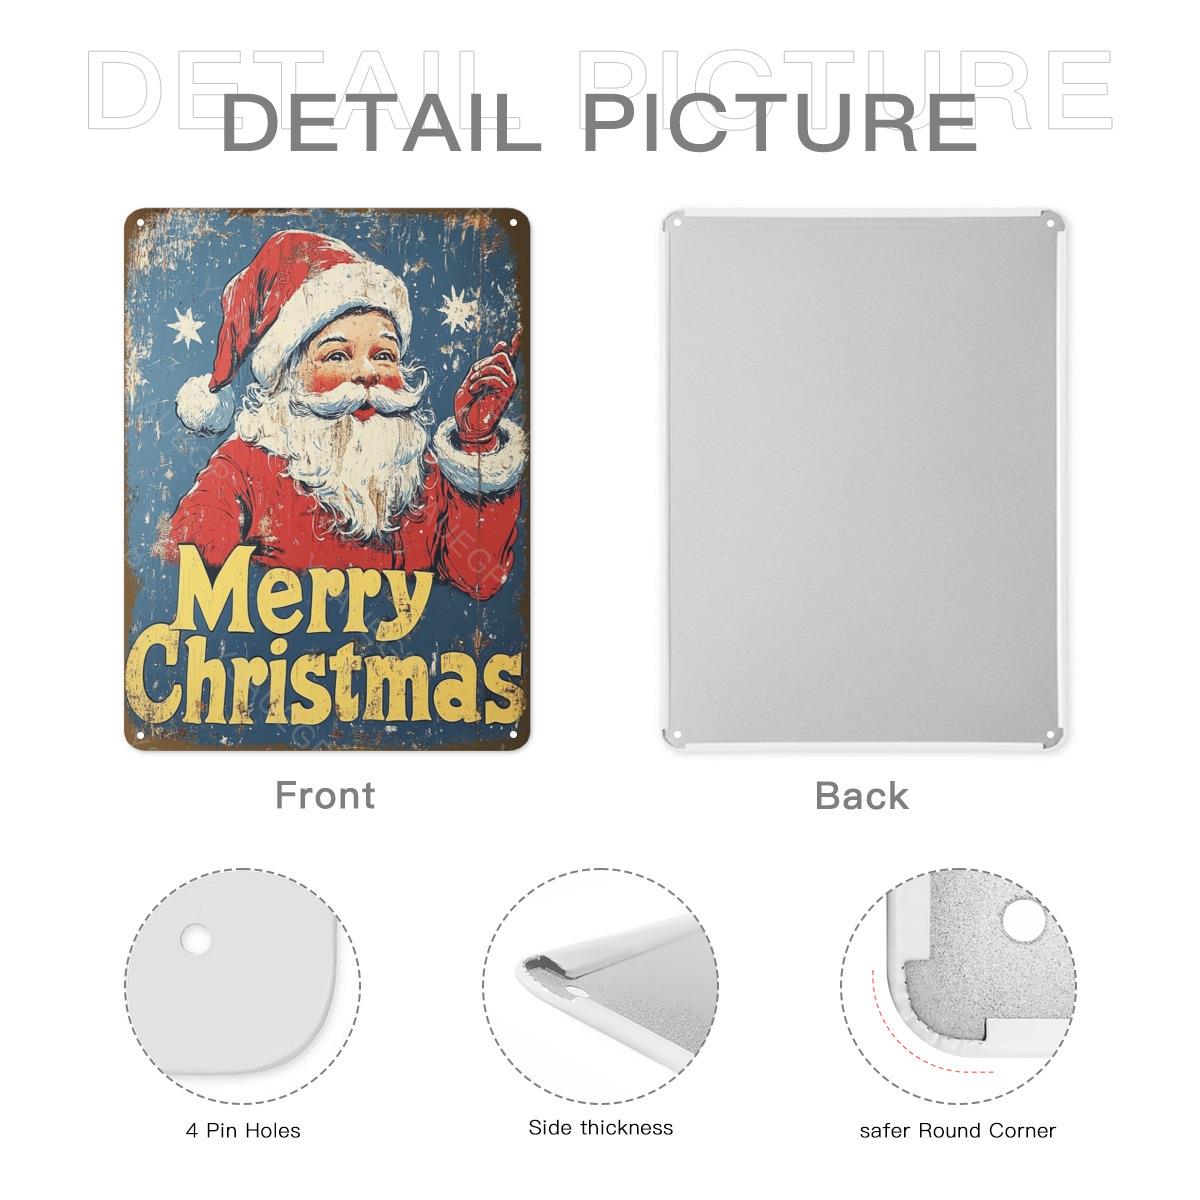 DETAIL PICTURE
DETAIL PICTURE
Merry
Christmas
Front
Back
4 Pin Holes
Side thickness
safer Round Corner